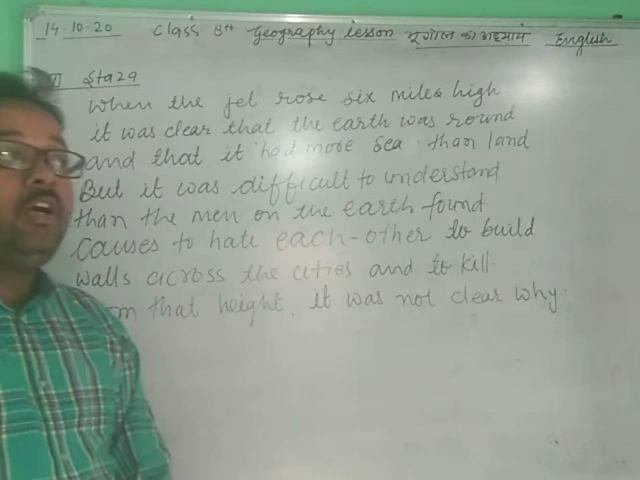 14-10-20 Class 8th Geography lesson भूगोल का अध्याय English
Staza
When the jet rose six miles high
it was clear that the earth was round
and that it had more sea than land
But it was difficult to understand
than the men on the earth found
causes to hate each-other to build
walls across the cities and to kill
that height, it was not clear why.